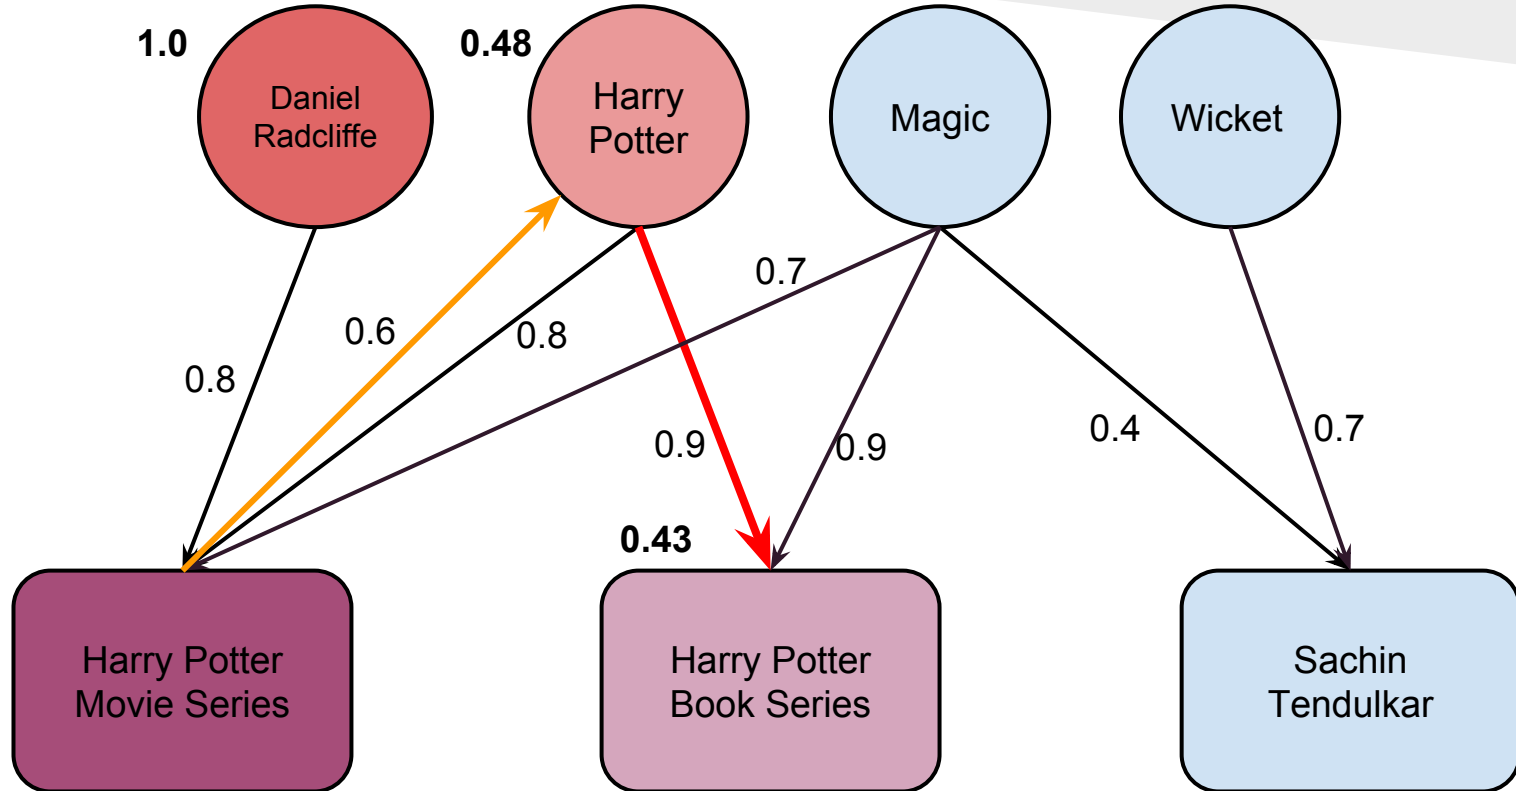 1.0
0.48
Daniel
Radcliffe
Harry
Potter
Magic
Wicket
0.7
0.6
0.8
0.8
0.9
0.9
0.4
0.7
0.43
Harry Potter
Movie Series
Harry Potter
Book Series
Sachin
Tendulkar